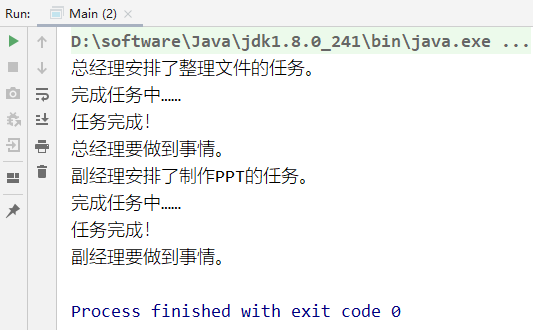 Run: Main (2) ×
D:\software\Java\jdk1.8.0_241\bin\java.exe ...
总经理安排了整理文件的任务。
完成任务中……
任务完成！
总经理要做到事情。
副经理安排了制作PPT的任务。
完成任务中……
任务完成！
副经理要做到事情。
Process finished with exit code 0